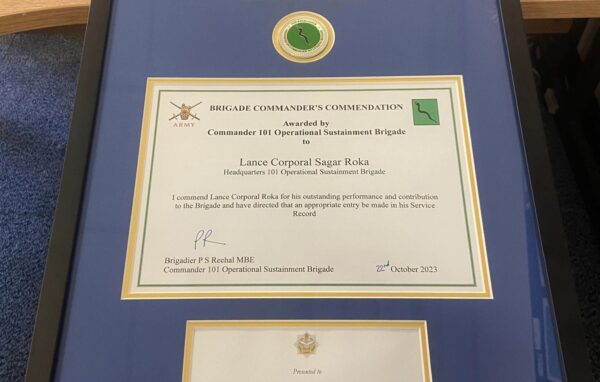 BRIGADE COMMANDER'S COMMENDATION
ARMY
Awarded by
Commander 101 Operational Sustainment Brigade
to
Lance Corporal Sagar Roka
Headquarters 101 Operational Sustainment Brigade
I commend Lance Corporal Roka for his outstanding performance and contribution
to the Brigade and have directed that an appropriate entry be made in his Service
Record
PR
Brigadier P S Reehal MBE
Commander 101 Operational Sustainment Brigade
22nd October 2023
Presented to